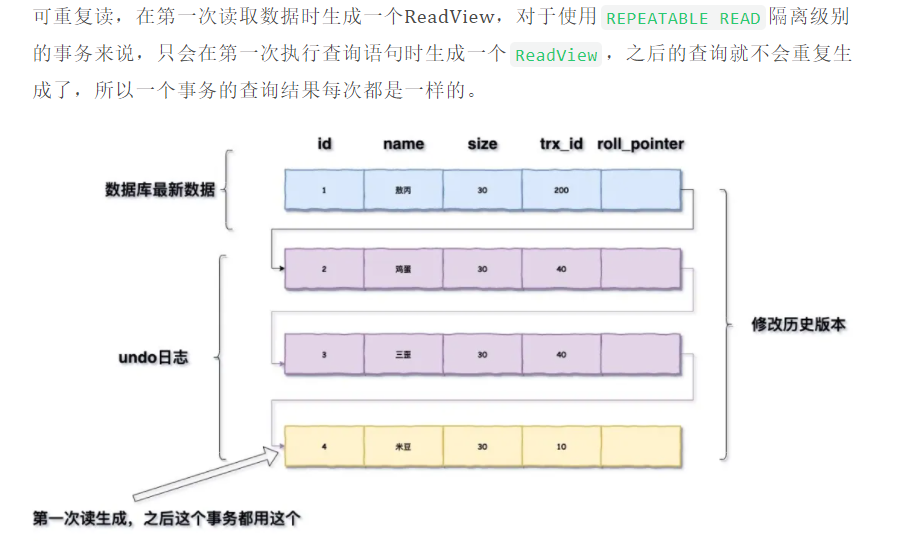 可重复读，在第一次读取数据时生成一个ReadView，对于使用 REPEATABLE READ 隔离级别
的事务来说，只会在第一次执行查询语句时生成一个 ReadView ，之后的查询就不会重复生
成了，所以一个事务的查询结果每次都是一样的。
id name size trx_id roll_pointer
数据库最新数据
1 敖丙 30 200
2 鸡蛋 30 40
修改历史版本
undo日志
3 三歪 30 40
4 米豆 30 10
第一次读生成，之后这个事务都用这个